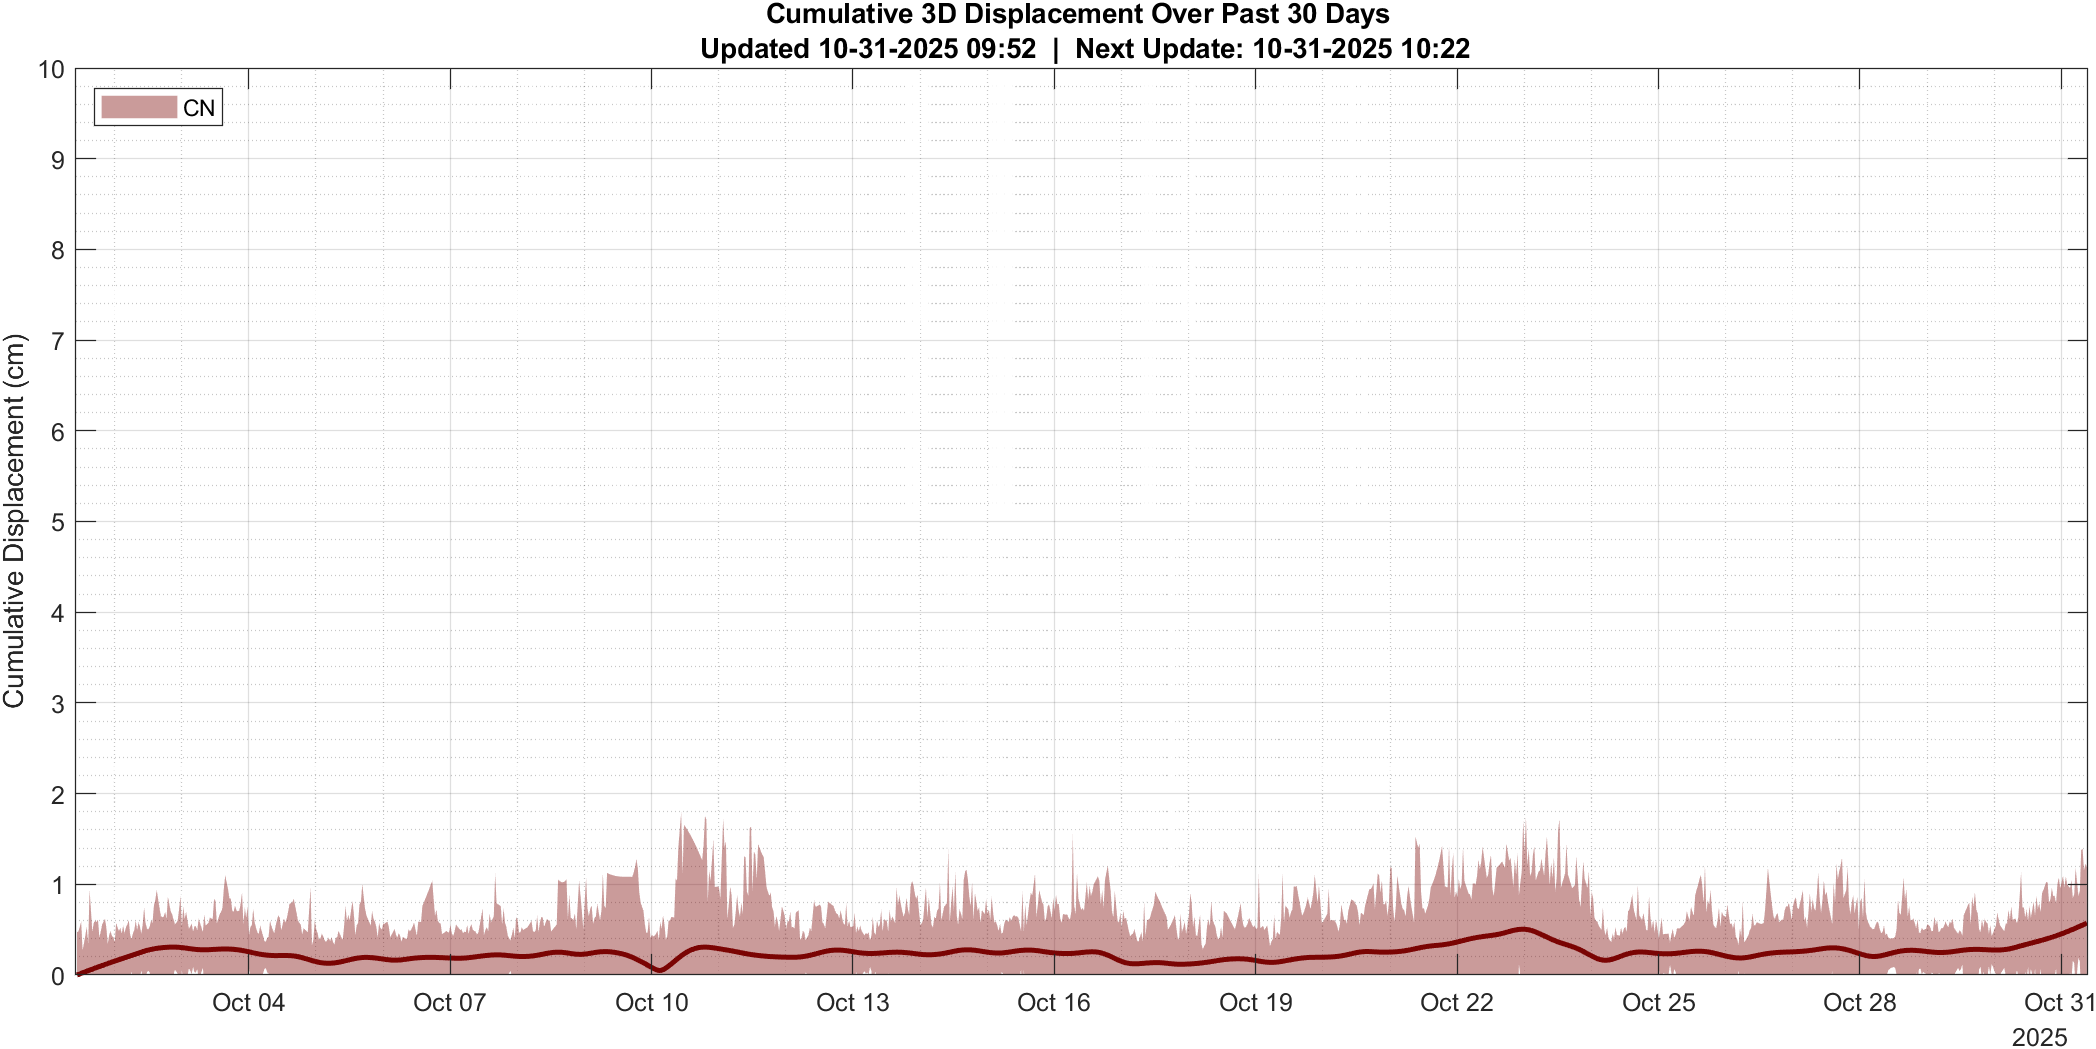 Cumulative 3D Displacement Over Past 30 Days
Updated 10-31-2025 09:52 | Next Update: 10-31-2025 10:22
CN
Cumulative Displacement (cm)
10
9
8
7
6
5
4
3
2
1
0
Oct 04 Oct 07 Oct 10 Oct 13 Oct 16 Oct 19 Oct 22 Oct 25 Oct 28 Oct 31
2025